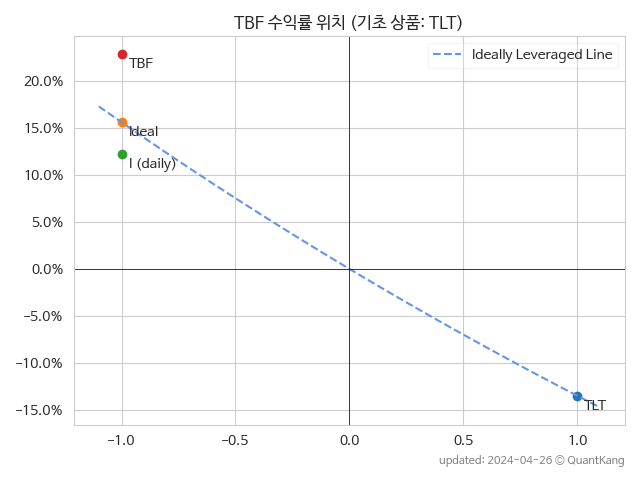 TBF 수익률 위치 (기초 상품: TLT)
Ideally Leveraged Line
TBF
Ideal
I (daily)
TLT
20.0%
15.0%
10.0%
5.0%
0.0%
−5.0%
−10.0%
−15.0%
−1.0
−0.5
0.0
0.5
1.0
updated: 2024-04-26 © QuantKang